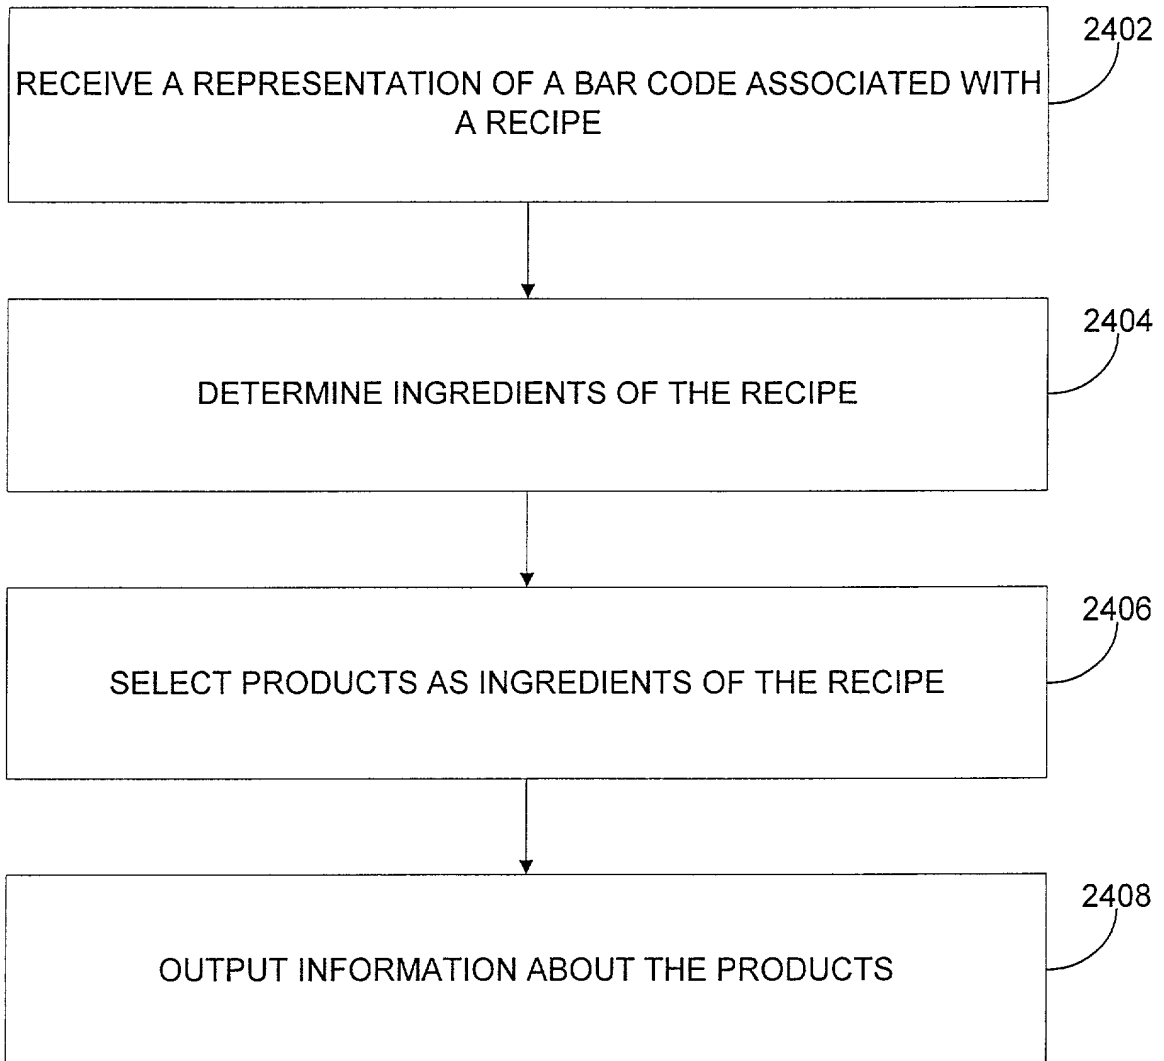 2402
RECEIVE A REPRESENTATION OF A BAR CODE ASSOCIATED WITH
A RECIPE
2404
DETERMINE INGREDIENTS OF THE RECIPE
2406
SELECT PRODUCTS AS INGREDIENTS OF THE RECIPE
2408
OUTPUT INFORMATION ABOUT THE PRODUCTS